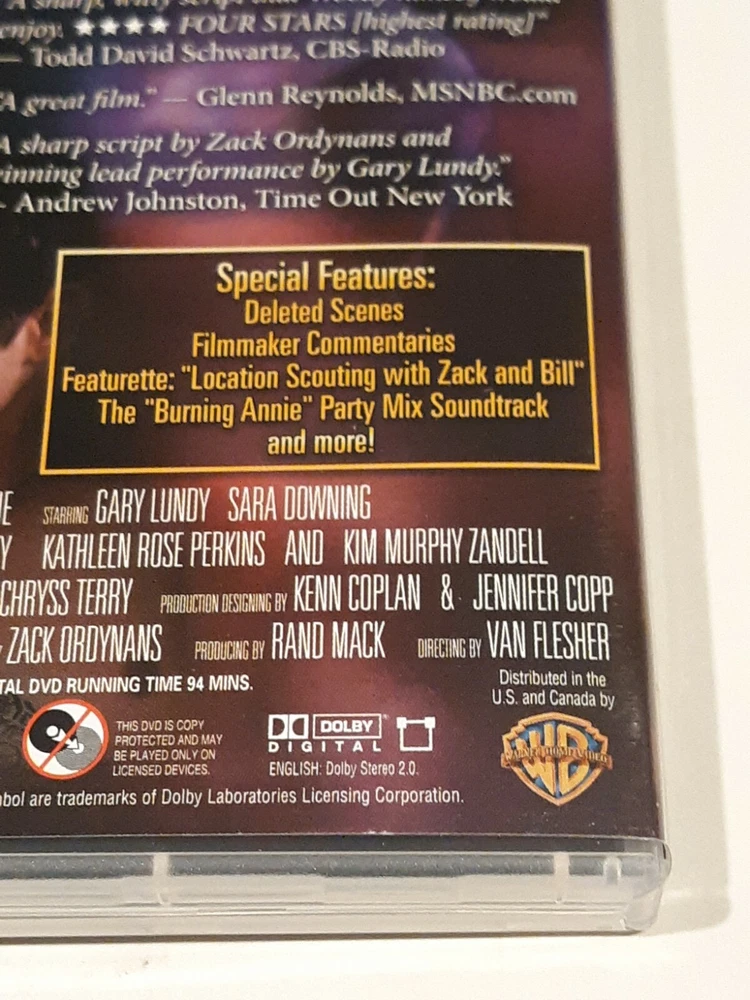 enjoy. ★★★★ FOUR STARS [highest rating]"
— Todd David Schwartz, CBS-Radio
"A great film." — Glenn Reynolds, MSNBC.com
A sharp script by Zack Ordynans and
inning lead performance by Gary Lundy."
- Andrew Johnston, Time Out New York
Special Features:
Deleted Scenes
Filmmaker Commentaries
Featurette: "Location Scouting with Zack and Bill"
The "Burning Annie" Party Mix Soundtrack
and more!
E STARRING GARY LUNDY SARA DOWNING
Y KATHLEEN ROSE PERKINS AND KIM MURPHY ZANDELL
CHRYSS TERRY PRODUCTION DESIGNING BY KENN COPLAN & JENNIFER COPP
ZACK ORDYNANS PRODUCING BY RAND MACK DIRECTING BY VAN FLESHER
TAL DVD RUNNING TIME 94 MINS.
Distributed in the
U.S. and Canada by
THIS DVD IS COPY
PROTECTED AND MAY
BE PLAYED ONLY ON
LICENSED DEVICES.
DOLBY
DIGITAL
ENGLISH: Dolby Stereo 2.0.
WARNER HOME VIDEO
bol are trademarks of Dolby Laboratories Licensing Corporation.